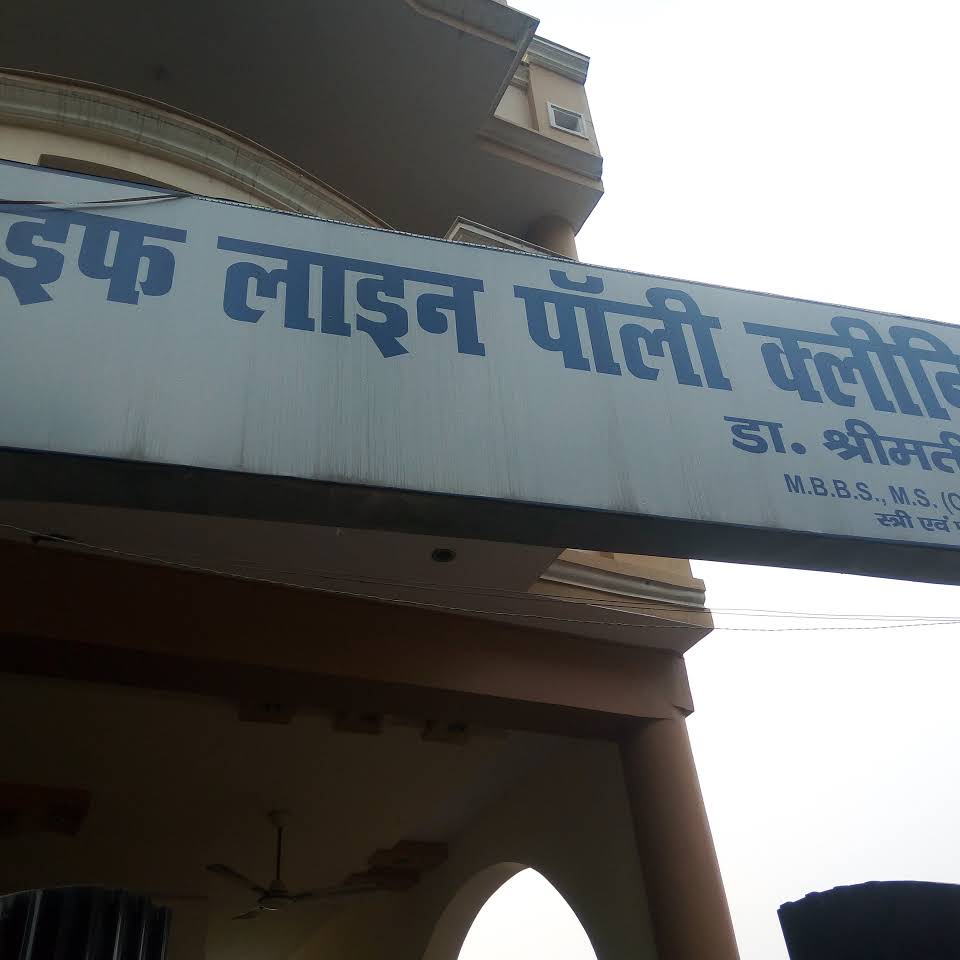 इफ लाइन पॉली क्लीनि
डा. श्रीमती
M.B.B.S., M.S. (
स्त्री एवं